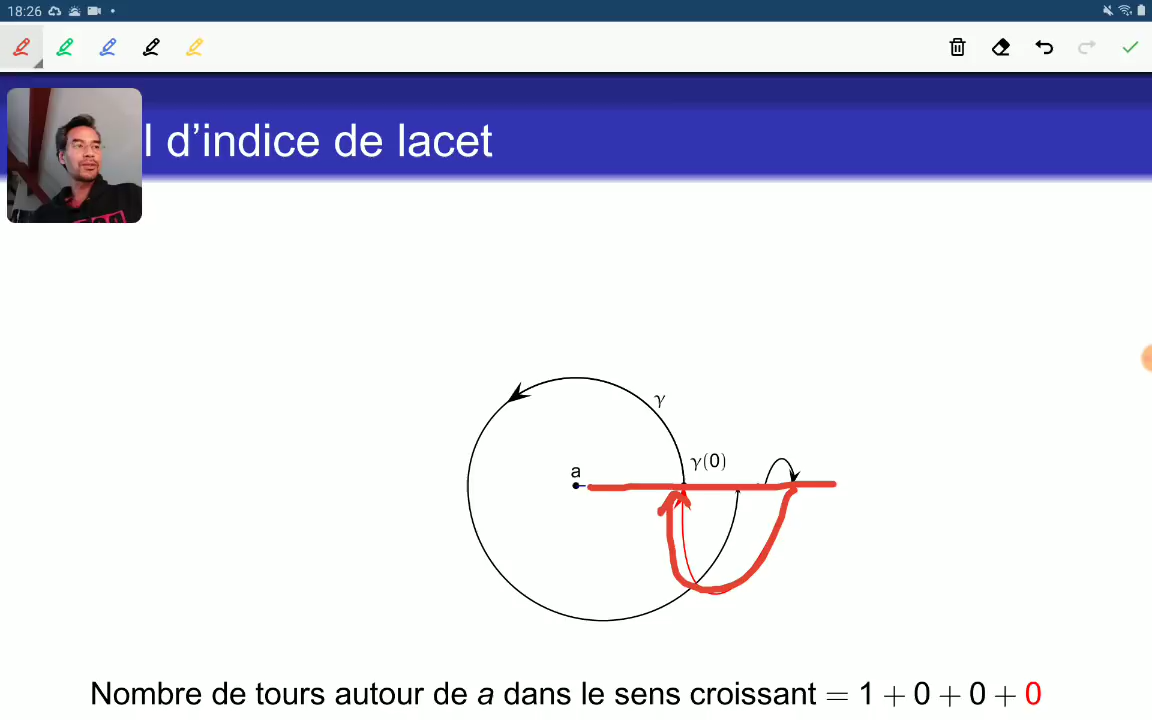 18:26
l d'indice de lacet
γ
γ(0)
a
Nombre de tours autour de a dans le sens croissant = 1 + 0 + 0 + 0